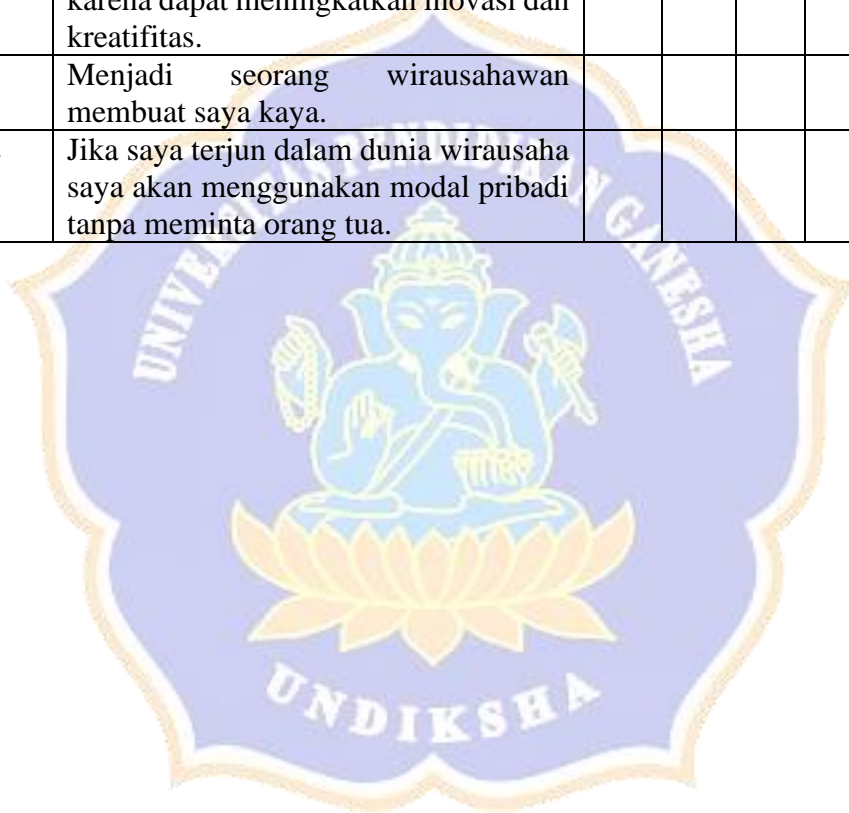 karena dapat meningkatkan inovasi dan
kreatifitas.
Menjadi seorang wirausahawan
membuat saya kaya.
Jika saya terjun dalam dunia wirausaha
saya akan menggunakan modal pribadi
tanpa meminta orang tua.
UNIVERSITAS PENDIDIKAN GANESHA
UNDIKSHA